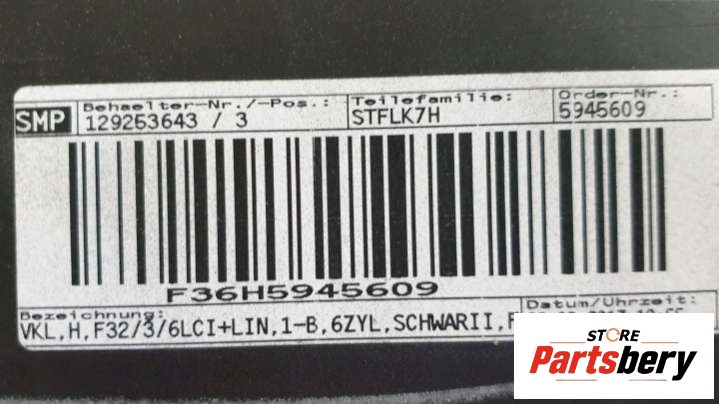 SMP
Behaelter-Nr./-Pos.:
129253643 / 3
Teilefamilie:
STFLK7H
Order-Nr.:
5945609
F36H5945609
Bezeichnung:
VKL,H,F32/3/6LCI+LIN,1-B,6ZYL,SCHWARII,
Datum/Uhrzeit:
STORE
Partsbery